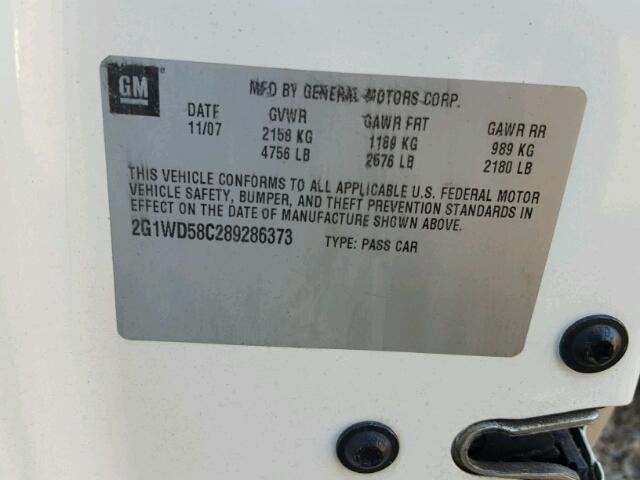 GM
MFD BY GENERAL MOTORS CORP.
DATE GVWR GAWR FRT GAWR RR
11/07 2158 KG 1189 KG 989 KG
4756 LB 2576 LB 2180 LB
THIS VEHICLE CONFORMS TO ALL APPLICABLE U.S. FEDERAL MOTOR
VEHICLE SAFETY, BUMPER, AND THEFT PREVENTION STANDARDS IN
EFFECT ON THE DATE OF MANUFACTURE SHOWN ABOVE.
2G1WD58C289286373 TYPE: PASS CAR